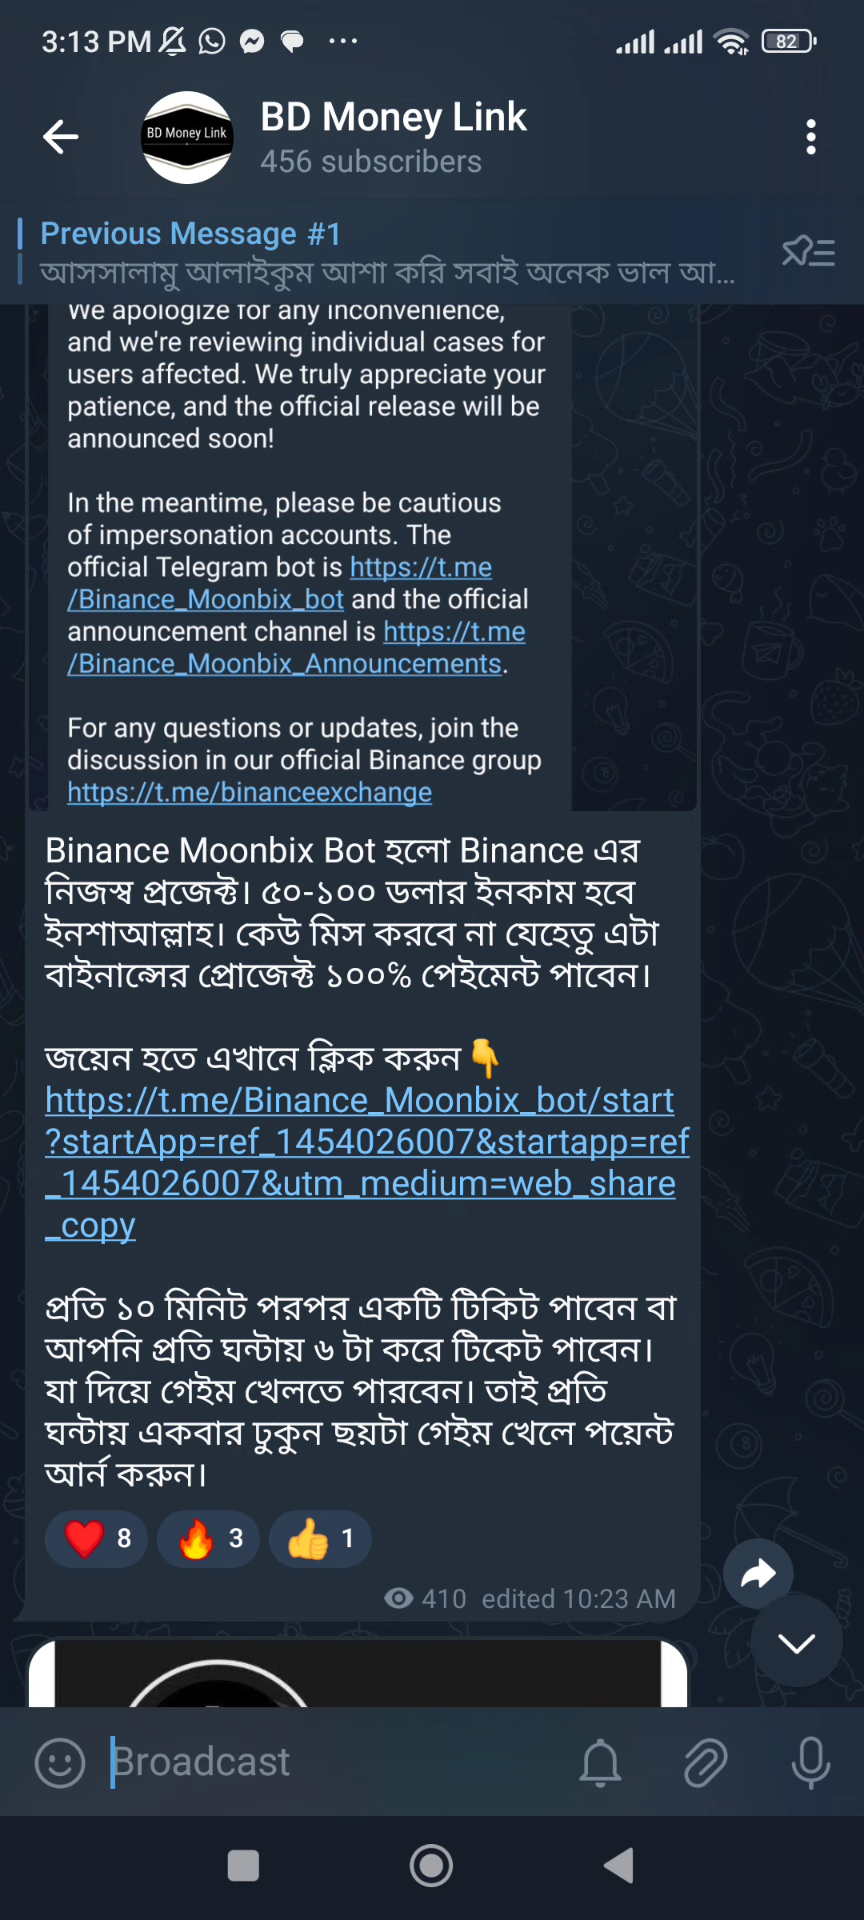 3:13 PM
82
BD Money Link
BD Money Link
456 subscribers
Previous Message #1
আসসালামু আলাইকুম আশা করি সবাই অনেক ভাল আ...
We apologize for any inconvenience,
and we're reviewing individual cases for
users affected. We truly appreciate your
patience, and the official release will be
announced soon!
In the meantime, please be cautious
of impersonation accounts. The
official Telegram bot is https://t.me
/Binance_Moonbix_bot and the official
announcement channel is https://t.me
/Binance_Moonbix_Announcements.
For any questions or updates, join the
discussion in our official Binance group
https://t.me/binanceexchange
Binance Moonbix Bot হলো Binance এর
নিজস্ব প্রজেক্ট। ৫০-১০০ ডলার ইনকাম হবে
ইনশাআল্লাহ। কেউ মিস করবে না যেহেতু এটা
বাইনান্সের প্রোজেক্ট ১০০% পেইমেন্ট পাবেন।
জয়েন হতে এখানে ক্লিক করুন 👇
https://t.me/Binance_Moonbix_bot/start
?startApp=ref_1454026007&startapp=ref
_1454026007&utm_medium=web_share
_copy
প্রতি ১০ মিনিট পরপর একটি টিকিট পাবেন বা
আপনি প্রতি ঘন্টায় ৬ টা করে টিকেট পাবেন।
যা দিয়ে গেইম খেলতে পারবেন। তাই প্রতি
ঘন্টায় একবার ঢুকুন ছয়টা গেইম খেলে পয়েন্ট
আর্ন করুন।
❤️ 8 🔥 3 👍 1
410 edited 10:23 AM
Broadcast